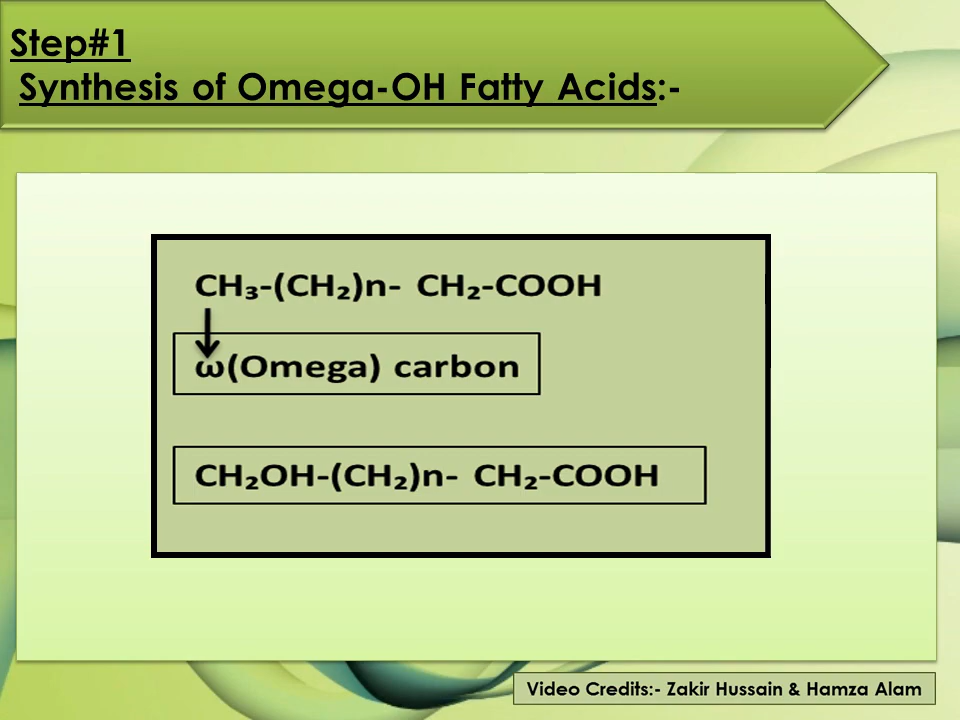 Step#1
Synthesis of Omega-OH Fatty Acids:-
CH₃-(CH₂)n- CH₂-COOH
ω(Omega) carbon
CH₂OH-(CH₂)n- CH₂-COOH
Video Credits:- Zakir Hussain & Hamza Alam